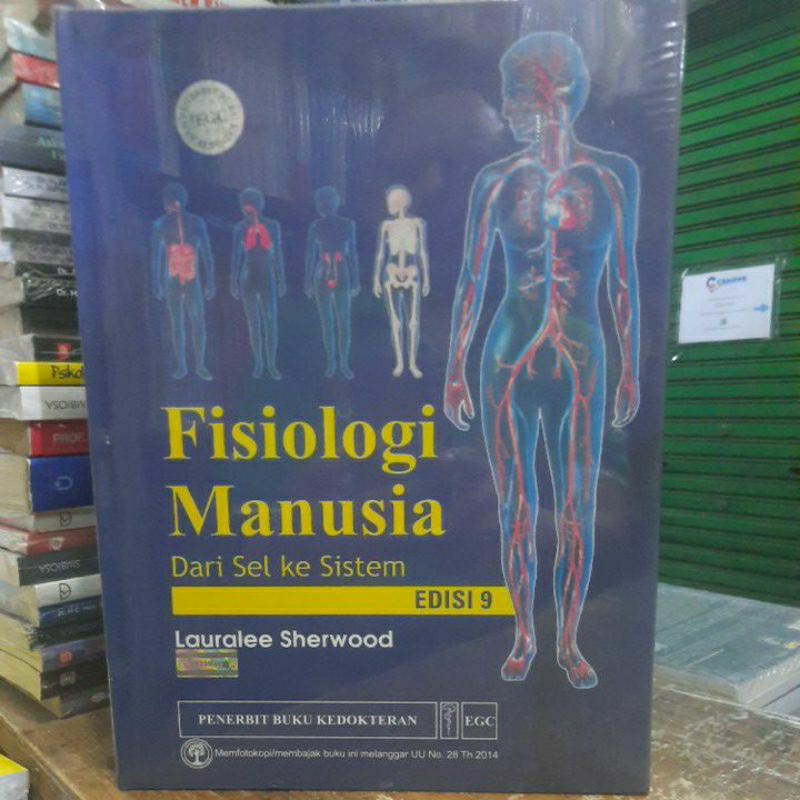 EGC
Fisiologi
Manusia
Dari Sel ke Sistem
EDISI 9
Lauralee Sherwood
PENERBIT BUKU KEDOKTERAN
EGC
Memfotokopi/membajak buku ini melanggar UU No. 28 Th 2014